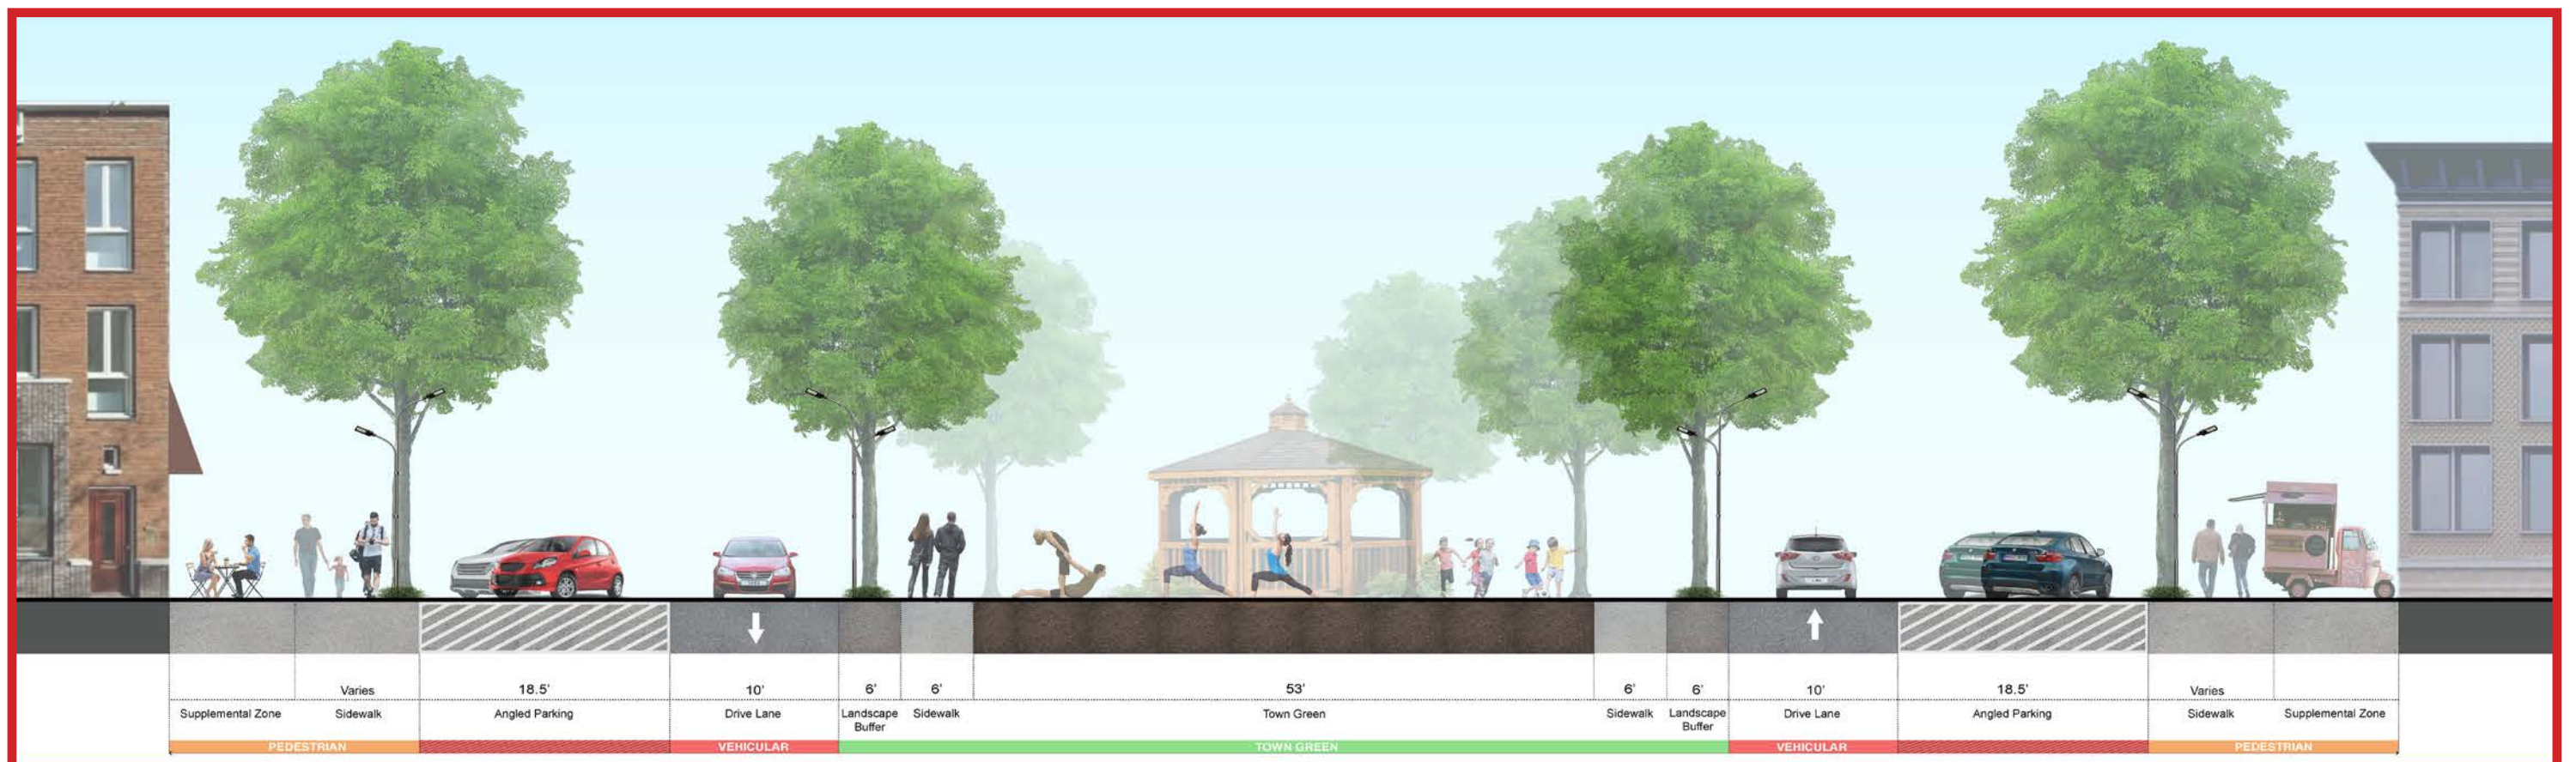 Varies 18.5' 10' 6' 6' 53' 6' 6' 10' 18.5' Varies
Supplemental Zone Sidewalk Angled Parking Drive Lane Landscape Sidewalk Town Green Sidewalk Landscape Drive Lane Angled Parking Sidewalk Supplemental Zone
Buffer Buffer
PEDESTRIAN VEHICULAR TOWN GREEN VEHICULAR PEDESTRIAN